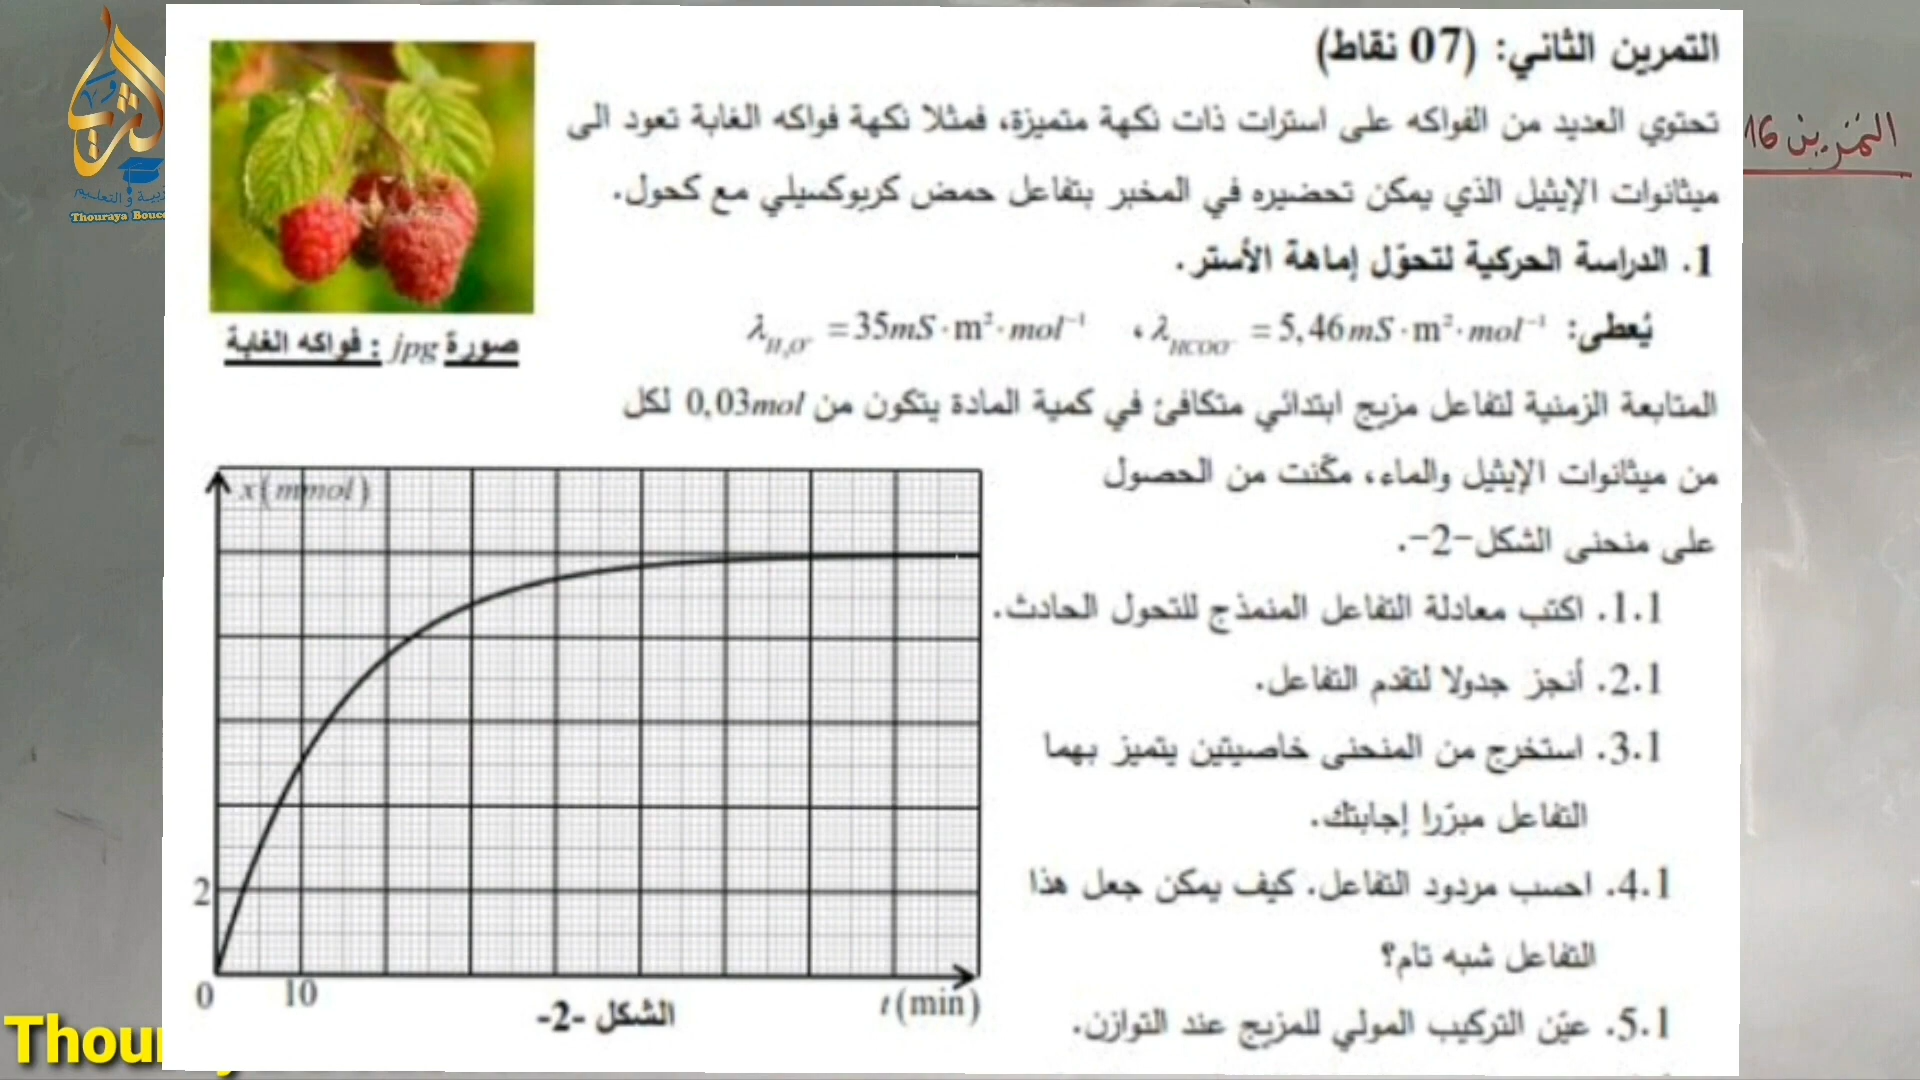 التمرين الثاني: (07 نقاط)
تحتوي العديد من الفواكه على استرات ذات نكهة متميزة، فمثلا نكهة فواكه الغابة تعود الى
ميثانوات الإيثيل الذي يمكن تحضيره في المخبر بتفاعل حمض كربوكسيلي مع كحول.
1. الدراسة الحركية لتحوّل إماهة الأستر.
يُعطى: λ_{HCOO⁻} = 5,46 mS·m²·mol⁻¹ ، λ_{H₃O⁺} = 35mS·m²·mol⁻¹
المتابعة الزمنية لتفاعل مزيج ابتدائي متكافئ في كمية المادة يتكون من 0,03mol لكل
من ميثانوات الإيثيل والماء، مكّنت من الحصول
على منحنى الشكل-2-.
1.1. اكتب معادلة التفاعل المنمذج للتحول الحادث.
2.1. أنجز جدولا لتقدم التفاعل.
3.1. استخرج من المنحنى خاصيتين يتميز بهما
التفاعل مبرّرا إجابتك.
4.1. احسب مردود التفاعل. كيف يمكن جعل هذا
التفاعل شبه تام؟
5.1. عيّن التركيب المولي للمزيج عند التوازن.
صورة jpg : فواكه الغابة
x(mmol)
2
0
10
t(min)
الشكل -2-
التمرين 16
Thouraya Bouce
Thour